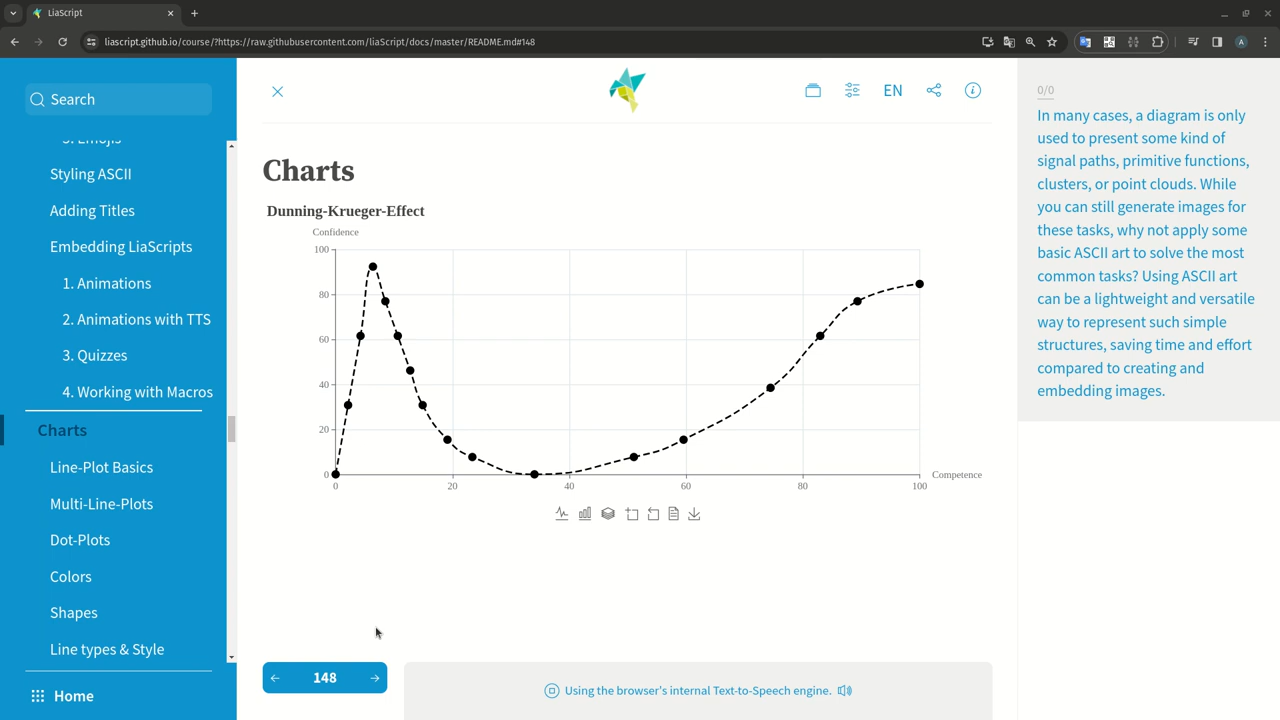 LiaScript
liascript.github.io/course/?https://raw.githubusercontent.com/liaScript/docs/master/README.md#148
A
Search
3. Emojis
Styling ASCII
Adding Titles
Embedding LiaScripts
1. Animations
2. Animations with TTS
3. Quizzes
4. Working with Macros
Charts
Line-Plot Basics
Multi-Line-Plots
Dot-Plots
Colors
Shapes
Line types & Style
Home
EN
Charts
Dunning-Krueger-Effect
Confidence
100
80
60
40
20
0
0 20 40 60 80 100
Competence
148
Using the browser's internal Text-to-Speech engine.
0/0
In many cases, a diagram is only
used to present some kind of
signal paths, primitive functions,
clusters, or point clouds. While
you can still generate images for
these tasks, why not apply some
basic ASCII art to solve the most
common tasks? Using ASCII art
can be a lightweight and versatile
way to represent such simple
structures, saving time and effort
compared to creating and
embedding images.